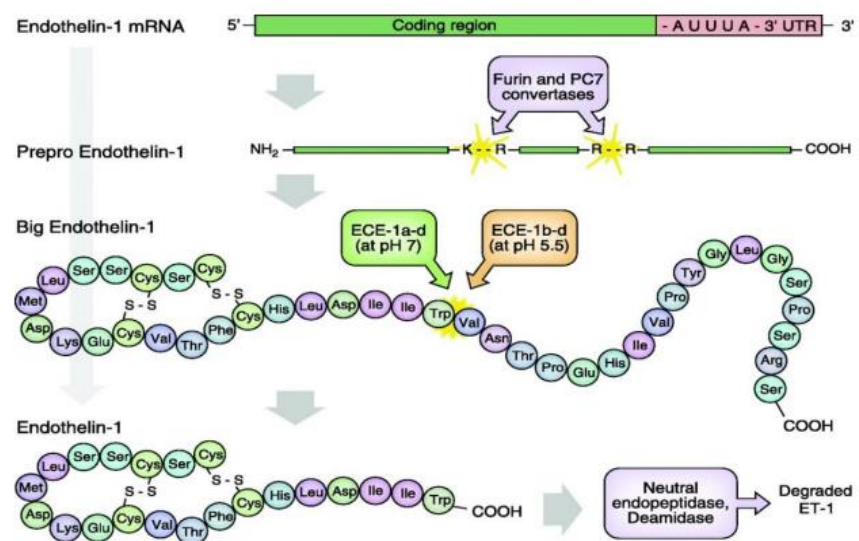 Endothelin-1 mRNA
5'
Coding region
- A U U U A - 3' UTR
3'
Furin and PC7
convertases
Prepro Endothelin-1
NH2
K - - R
R - - R
COOH
Big Endothelin-1
ECE-1a-d
(at pH 7)
ECE-1b-d
(at pH 5.5)
Cys Ser Cys Ser Ser Leu Met Asp Lys Glu Cys Val Thr Phe Cys His Leu Asp Ile Ile Trp Val Asn Thr Pro Glu His Ile Val Pro Tyr Gly Leu Gly Ser Pro Ser Arg Ser
S - S
S - S
COOH
Endothelin-1
Cys Ser Cys Ser Ser Leu Met Asp Lys Glu Cys Val Thr Phe Cys His Leu Asp Ile Ile Trp
S - S
S - S
COOH
Neutral
endopeptidase,
Deamidase
Degraded
ET-1